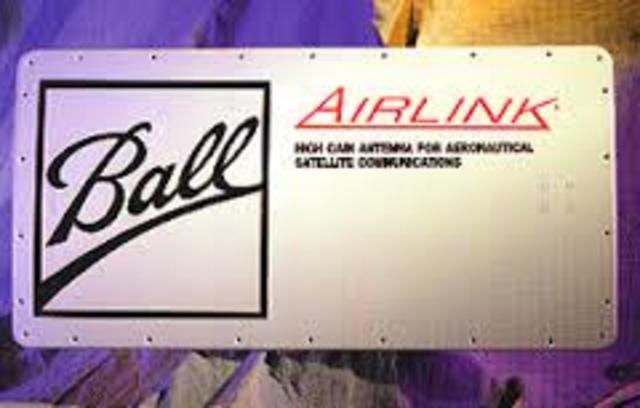 Ball
AIRLINK
HIGH GAIN ANTENNA FOR AERONAUTICAL
SATELLITE COMMUNICATIONS